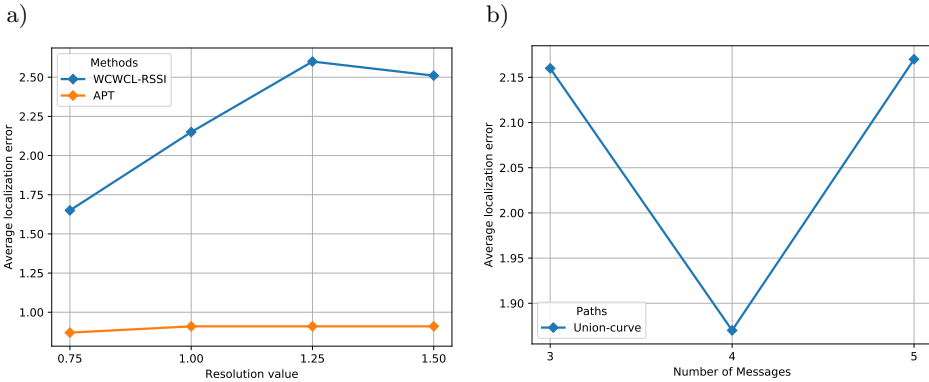 a)
Average localization error
2.50
2.25
2.00
1.75
1.50
1.25
1.00
Methods
WCWCL-RSSI
APT
0.75 1.00 1.25 1.50
Resolution value
b)
Average localization error
2.15
2.10
2.05
2.00
1.95
1.90
Paths
Union-curve
3 4 5
Number of Messages